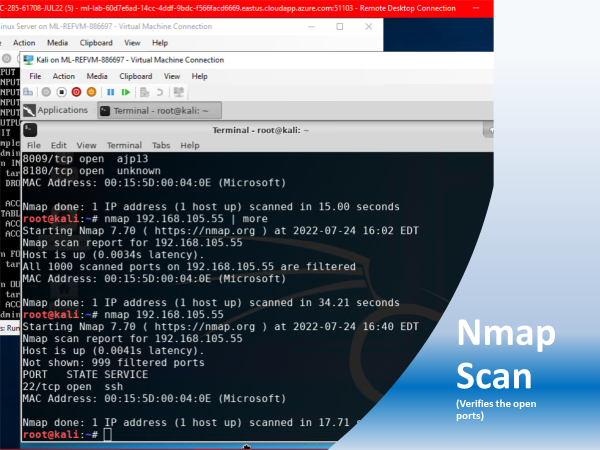 C-285-61708-JUL22 (5) - ml-lab-60d7efad-14cc-4ddf-9bdc-f566facd6669.eastus.cloudapp.azure.com:51103 - Remote Desktop Connection
inux Server on ML-REFVM-886697 - Virtual Machine Connection
Action Media Clipboard View Help
Kali on ML-REFVM-886697 - Virtual Machine Connection
File Action Media Clipboard View Help
Applications Terminal - root@kali: ~
Terminal - root@kali: ~
File Edit View Terminal Tabs Help
8009/tcp open ajp13
8180/tcp open unknown
MAC Address: 00:15:5D:00:04:0E (Microsoft)
Nmap done: 1 IP address (1 host up) scanned in 15.00 seconds
root@kali:~# nmap 192.168.105.55 | more
Starting Nmap 7.70 ( https://nmap.org ) at 2022-07-24 16:02 EDT
Nmap scan report for 192.168.105.55
Host is up (0.0034s latency).
All 1000 scanned ports on 192.168.105.55 are filtered
MAC Address: 00:15:5D:00:04:0E (Microsoft)
Nmap done: 1 IP address (1 host up) scanned in 34.21 seconds
root@kali:~# nmap 192.168.105.55
Starting Nmap 7.70 ( https://nmap.org ) at 2022-07-24 16:40 EDT
Nmap scan report for 192.168.105.55
Host is up (0.0041s latency).
Not shown: 999 filtered ports
PORT STATE SERVICE
22/tcp open ssh
MAC Address: 00:15:5D:00:04:0E (Microsoft)
Nmap done: 1 IP address (1 host up) scanned in 17.71 s
root@kali:~#
Nmap
Scan
(Verifies the open
ports)